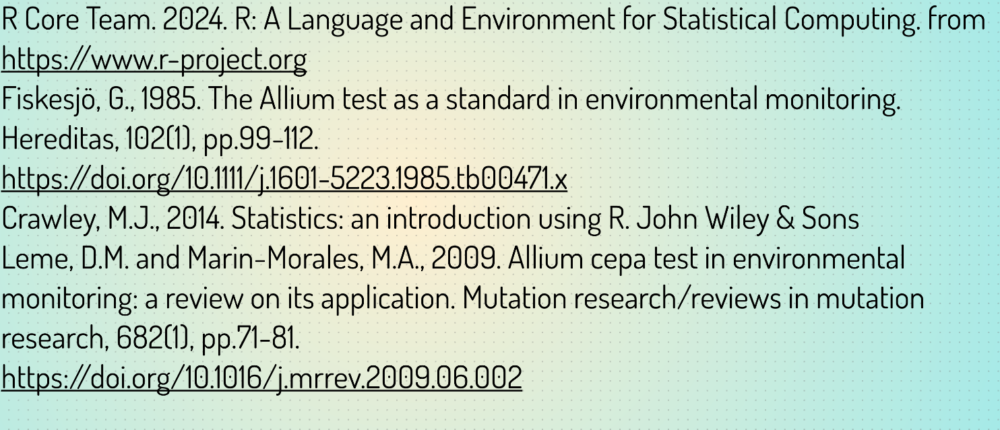 R Core Team. 2024. R: A Language and Environment for Statistical Computing. from
https://www.r-project.org
Fiskesjö, G., 1985. The Allium test as a standard in environmental monitoring.
Hereditas, 102(1), pp.99-112.
https://doi.org/10.1111/j.1601-5223.1985.tb00471.x
Crawley, M.J., 2014. Statistics: an introduction using R. John Wiley & Sons
Leme, D.M. and Marin-Morales, M.A., 2009. Allium cepa test in environmental
monitoring: a review on its application. Mutation research/reviews in mutation
research, 682(1), pp.71-81.
https://doi.org/10.1016/j.mrrev.2009.06.002